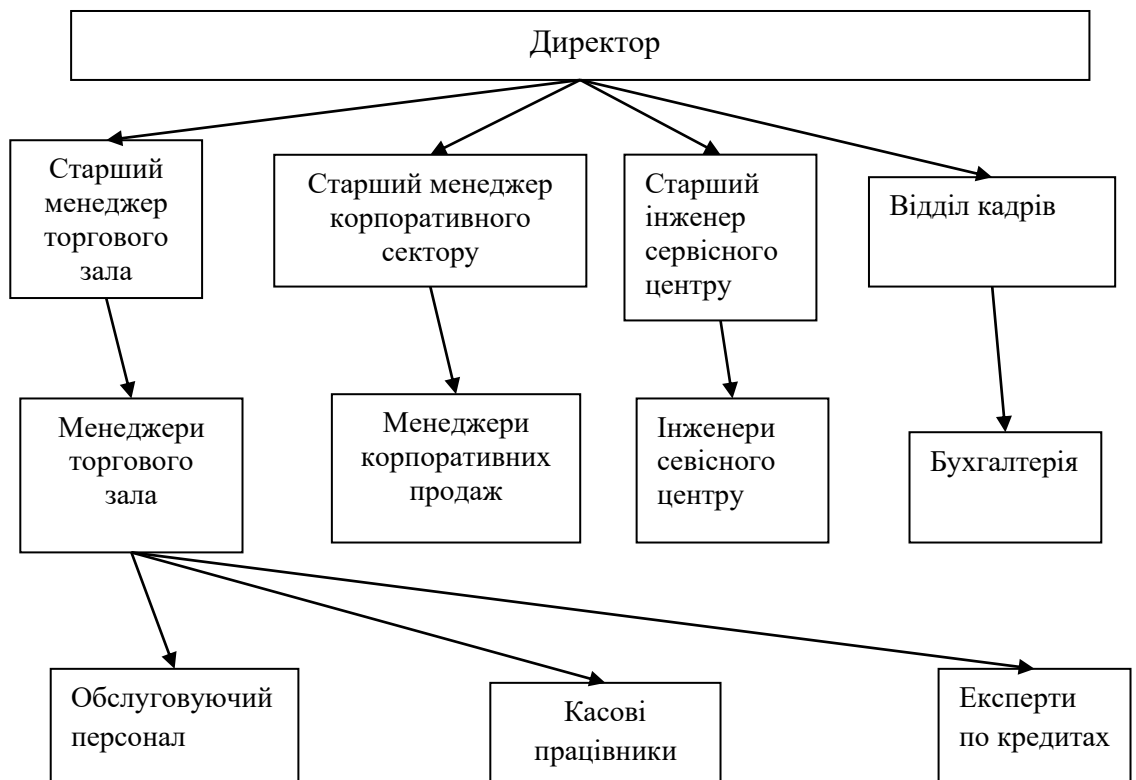 Директор
Старший
менеджер
торгового
зала
Старший менеджер
корпоративного
сектору
Старший
інженер
сервісного
центру
Відділ кадрів
Менеджери
торгового
зала
Менеджери
корпоративних
продаж
Інженери
севісного
центру
Бухгалтерія
Обслуговуючий
персонал
Касові
працівники
Експерти
по кредитах